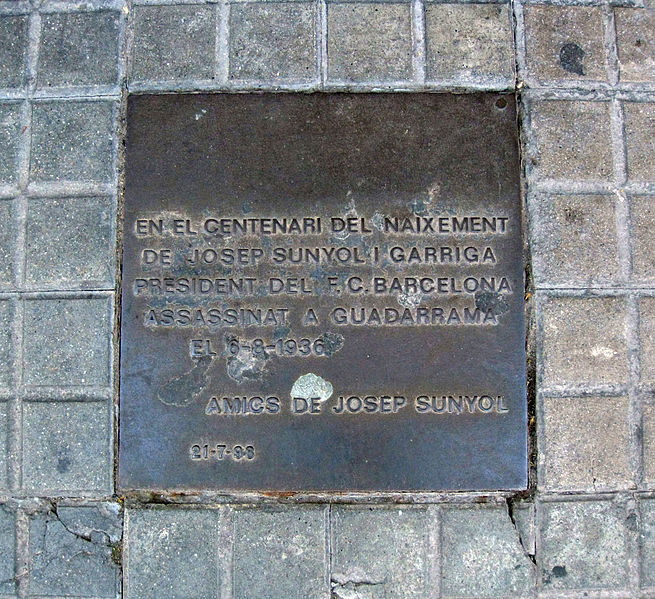 EN EL CENTENARI DEL NAIXEMENT
DE JOSEP SUNYOL I GARRIGA
PRESIDENT DEL F.C. BARCELONA
ASSASSINAT A GUADARRAMA
EL 6-8-1936
AMICS DE JOSEP SUNYOL
21-7-98